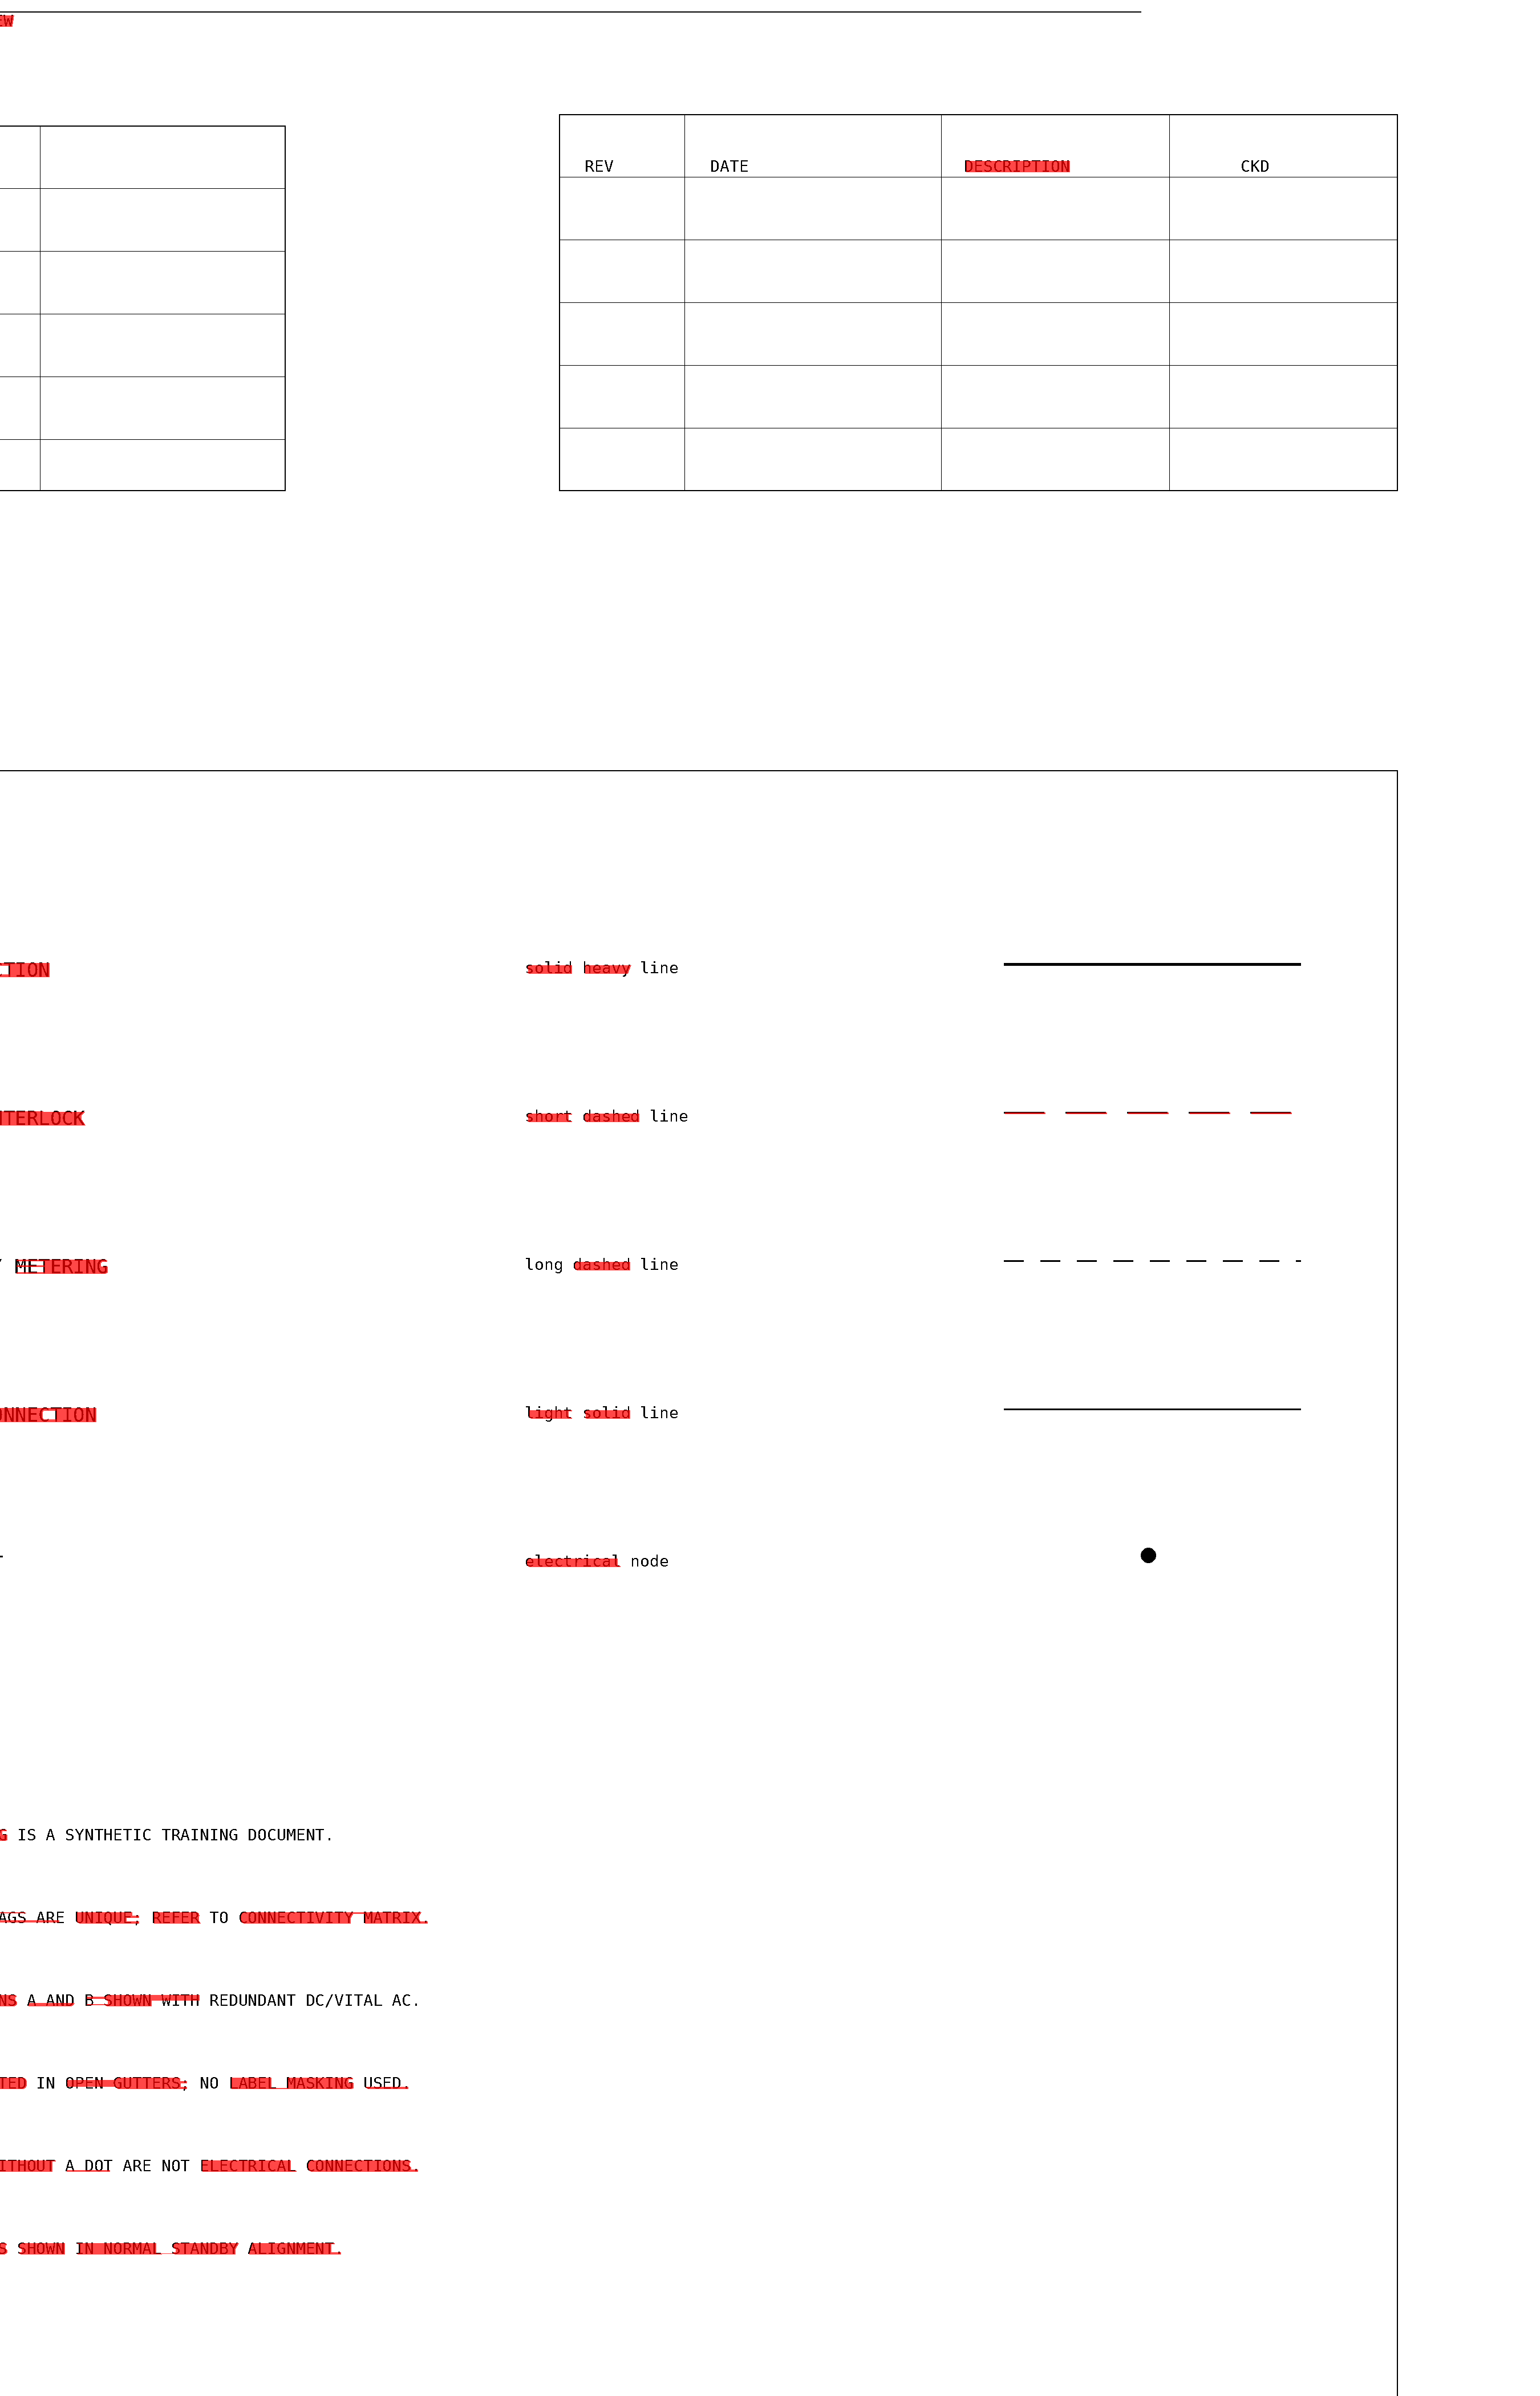 REV DATE DESCRIPTION CKD
solid heavy line
short dashed line
METERING long dashed line
light solid line
electrical node
IS A SYNTHETIC TRAINING DOCUMENT.
ARE UNIQUE; REFER TO CONNECTIVITY MATRIX.
A AND B SHOWN WITH REDUNDANT DC/VITAL AC.
IN OPEN GUTTERS; NO LABEL MASKING USED.
A DOT ARE NOT ELECTRICAL CONNECTIONS.
SHOWN IN NORMAL STANDBY ALIGNMENT.